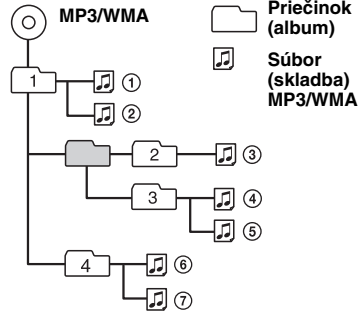 MP3/WMA
Priečinok
(album)
Súbor
(skladba)
MP3/WMA
1
①
②
2
③
3
④
⑤
4
⑥
⑦